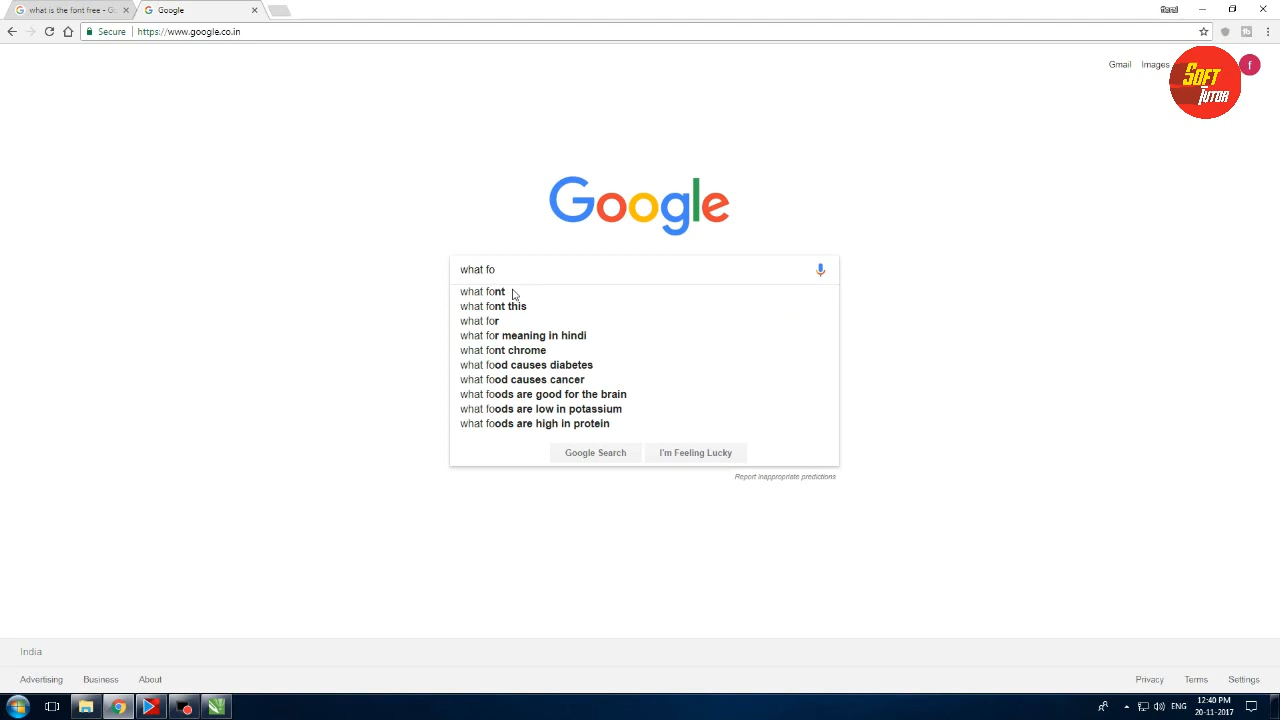 what is the font free - Go
Google
Secure
https://www.google.co.in
Gmail
Images
f
SOFT
TUTOR
Google
what fo
what font
what font this
what for
what for meaning in hindi
what font chrome
what food causes diabetes
what food causes cancer
what foods are good for the brain
what foods are low in potassium
what foods are high in protein
Google Search
I'm Feeling Lucky
Report inappropriate predictions
India
Advertising
Business
About
Privacy
Terms
Settings
ENG
12:40 PM
20-11-2017